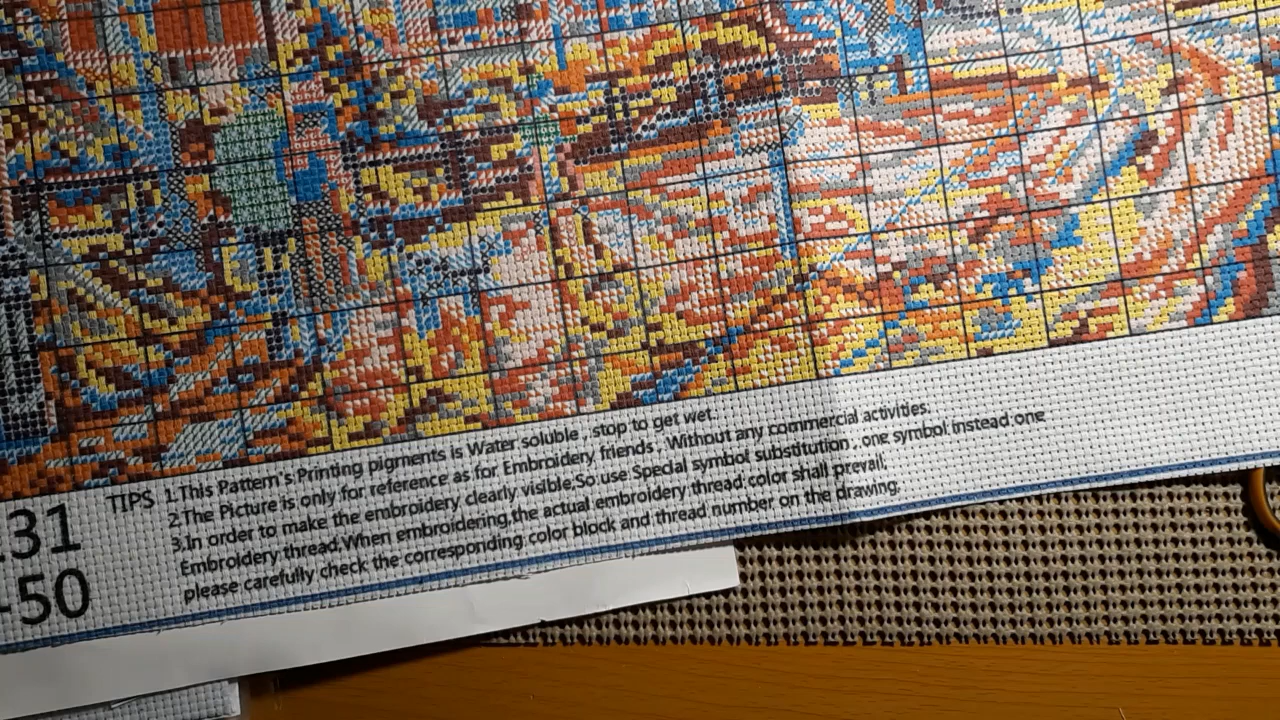 .31
-50
TIPS 1.This Pattern's Printing pigments is Water soluble , stop to get wet.
2.The Picture is only for reference as for Embroidery friends , Without any commercial activities.
3.In order to make the embroidery clearly visible;So use Special symbol substitution , one symbol instead one
Embroidery thread.When embroidering,the actual embroidery thread color shall prevail,
please carefully check the corresponding color block and thread number on the drawing.